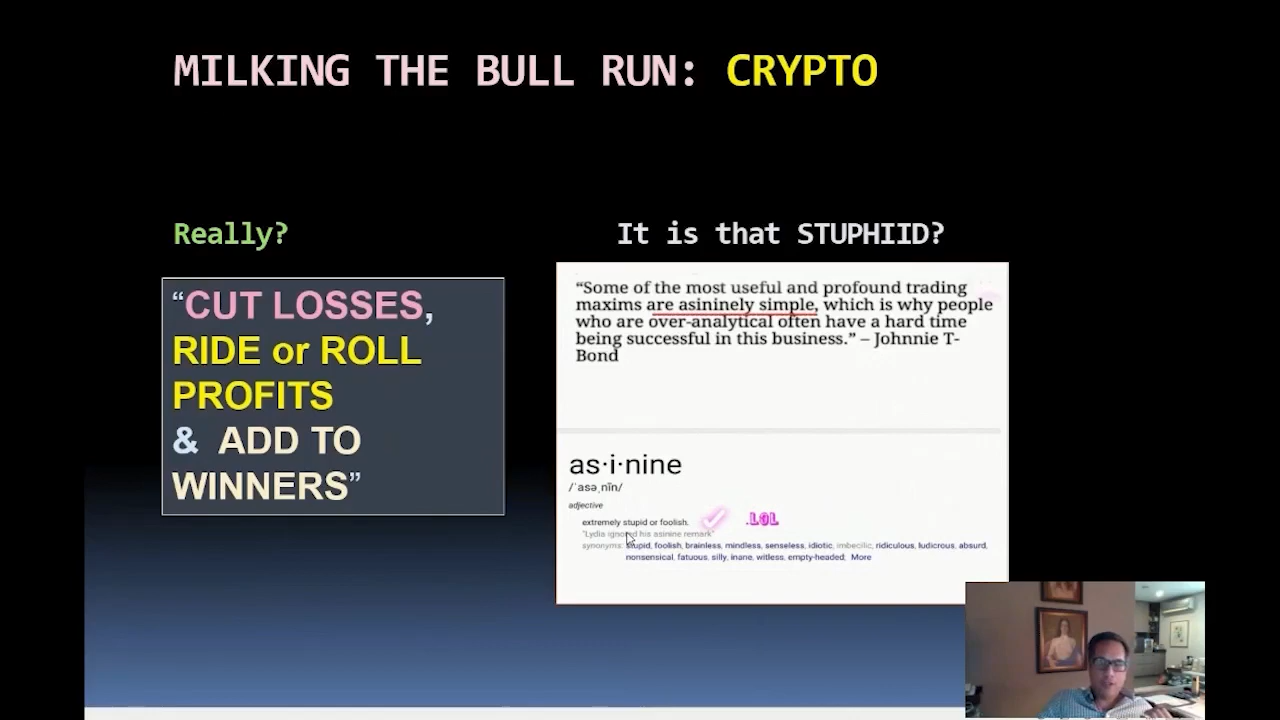 MILKING THE BULL RUN: CRYPTO
Really?
“CUT LOSSES,
RIDE or ROLL
PROFITS
& ADD TO
WINNERS”
It is that STUPHIID?
“Some of the most useful and profound trading
maxims are asininely simple, which is why people
who are over-analytical often have a hard time
being successful in this business.” – Johnnie T-
Bond
as·i·nine
/ˈasəˌnīn/
adjective
extremely stupid or foolish.
.LOL
"Lydia ignored his asinine remark"
synonyms: stupid, foolish, brainless, mindless, senseless, idiotic, imbecilic, ridiculous, ludicrous, absurd,
nonsensical, fatuous, silly, inane, witless, empty-headed; More